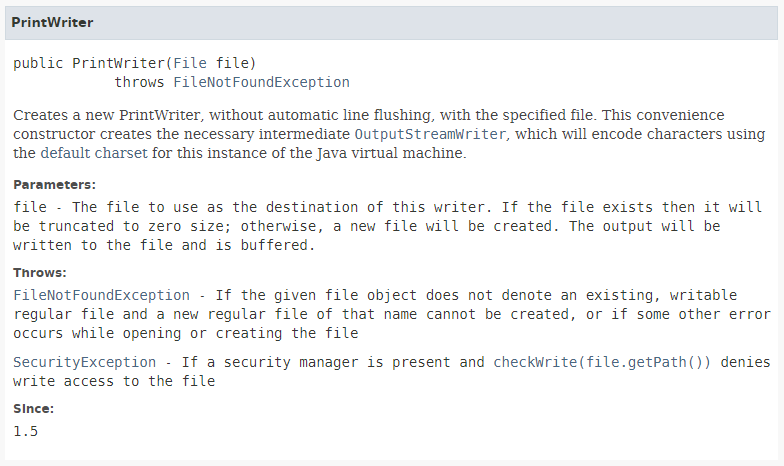 PrintWriter
public PrintWriter(File file)
throws FileNotFoundException
Creates a new PrintWriter, without automatic line flushing, with the specified file. This convenience
constructor creates the necessary intermediate OutputStreamWriter, which will encode characters using
the default charset for this instance of the Java virtual machine.
Parameters:
file - The file to use as the destination of this writer. If the file exists then it will
be truncated to zero size; otherwise, a new file will be created. The output will be
written to the file and is buffered.
Throws:
FileNotFoundException - If the given file object does not denote an existing, writable
regular file and a new regular file of that name cannot be created, or if some other error
occurs while opening or creating the file
SecurityException - If a security manager is present and checkWrite(file.getPath()) denies
write access to the file
Since:
1.5